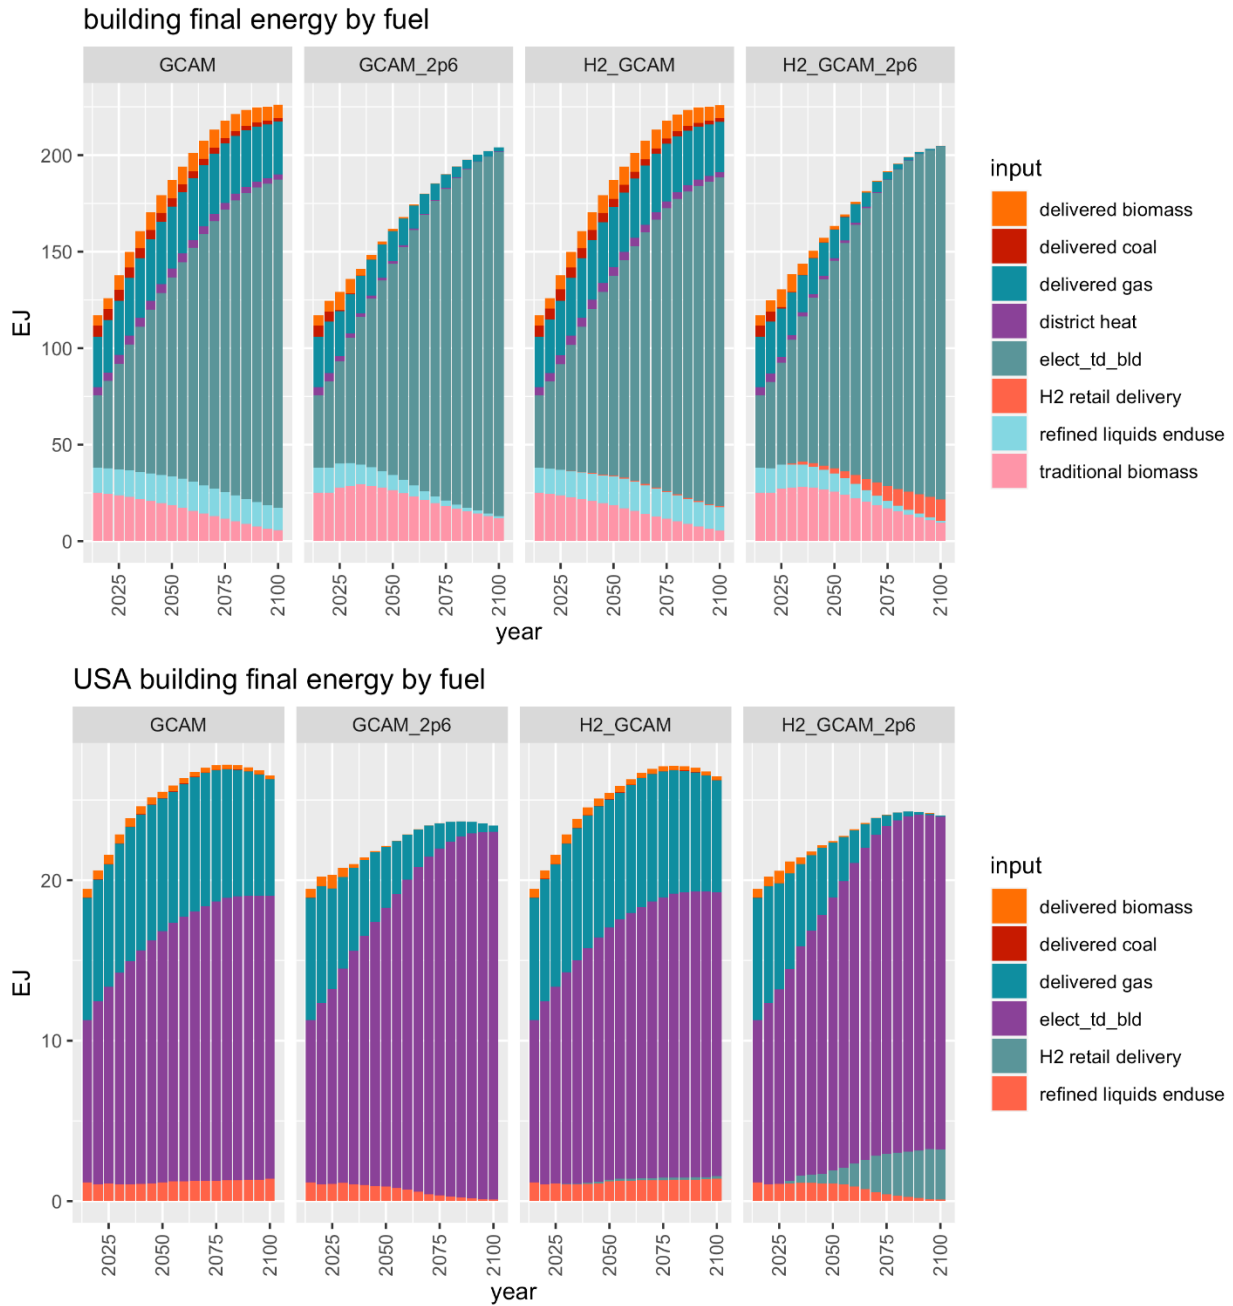 building final energy by fuel
GCAM
GCAM_2p6
H2_GCAM
H2_GCAM_2p6
200
150
100
50
0
EJ
2025
2050
2075
2100
2025
2050
2075
2100
2025
2050
2075
2100
2025
2050
2075
2100
year
input
delivered biomass
delivered coal
delivered gas
district heat
elect_td_bld
H2 retail delivery
refined liquids enduse
traditional biomass
USA building final energy by fuel
GCAM
GCAM_2p6
H2_GCAM
H2_GCAM_2p6
20
10
0
EJ
2025
2050
2075
2100
2025
2050
2075
2100
2025
2050
2075
2100
2025
2050
2075
2100
year
input
delivered biomass
delivered coal
delivered gas
elect_td_bld
H2 retail delivery
refined liquids enduse